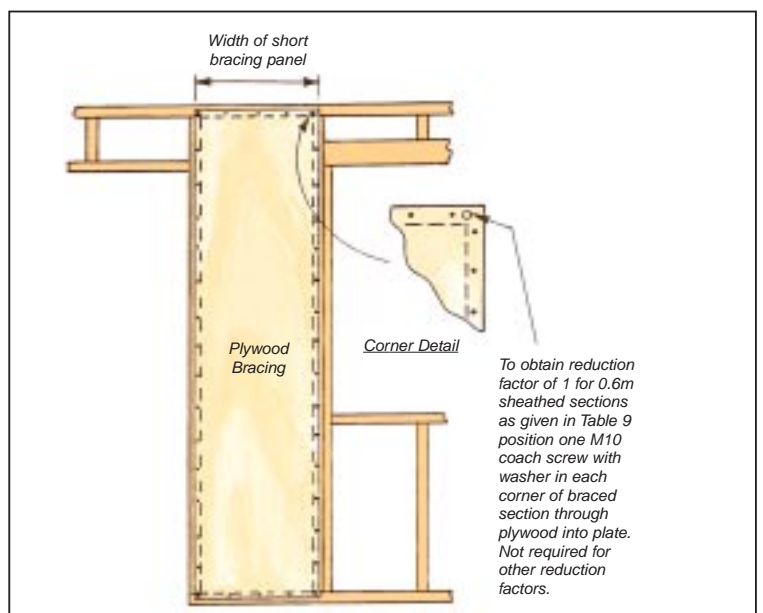 Width of short
bracing panel
Plywood
Bracing
Corner Detail
To obtain reduction
factor of 1 for 0.6m
sheathed sections
as given in Table 9
position one M10
coach screw with
washer in each
corner of braced
section through
plywood into plate.
Not required for
other reduction
factors.